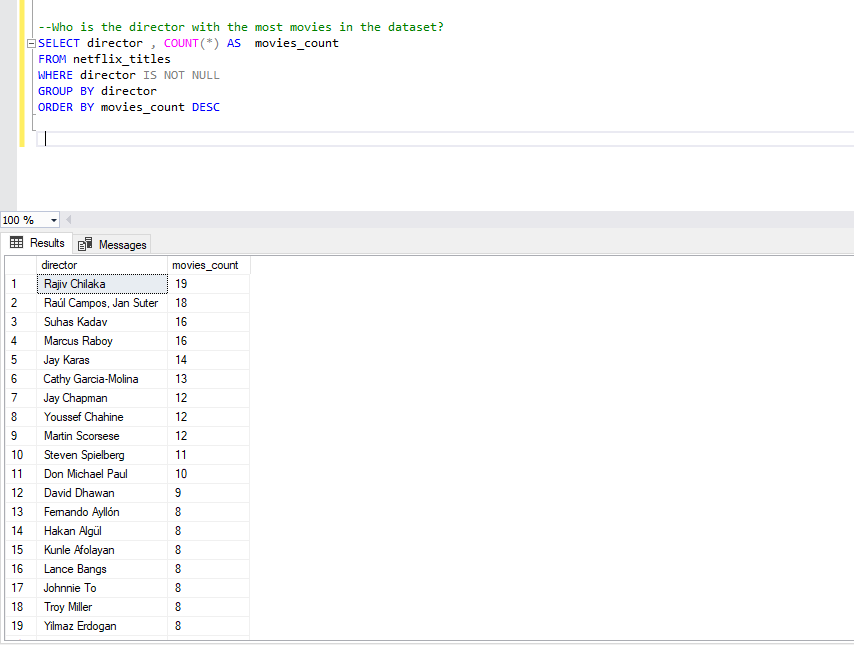 --Who is the director with the most movies in the dataset?
SELECT director , COUNT(*) AS  movies_count
FROM netflix_titles
WHERE director IS NOT NULL
GROUP BY director
ORDER BY movies_count DESC
100 %
Results Messages
director movies_count
1 Rajiv Chilaka 19
2 Raúl Campos, Jan Suter 18
3 Suhas Kadav 16
4 Marcus Raboy 16
5 Jay Karas 14
6 Cathy Garcia-Molina 13
7 Jay Chapman 12
8 Youssef Chahine 12
9 Martin Scorsese 12
10 Steven Spielberg 11
11 Don Michael Paul 10
12 David Dhawan 9
13 Fernando Ayllón 8
14 Hakan Algül 8
15 Kunle Afolayan 8
16 Lance Bangs 8
17 Johnnie To 8
18 Troy Miller 8
19 Yilmaz Erdogan 8